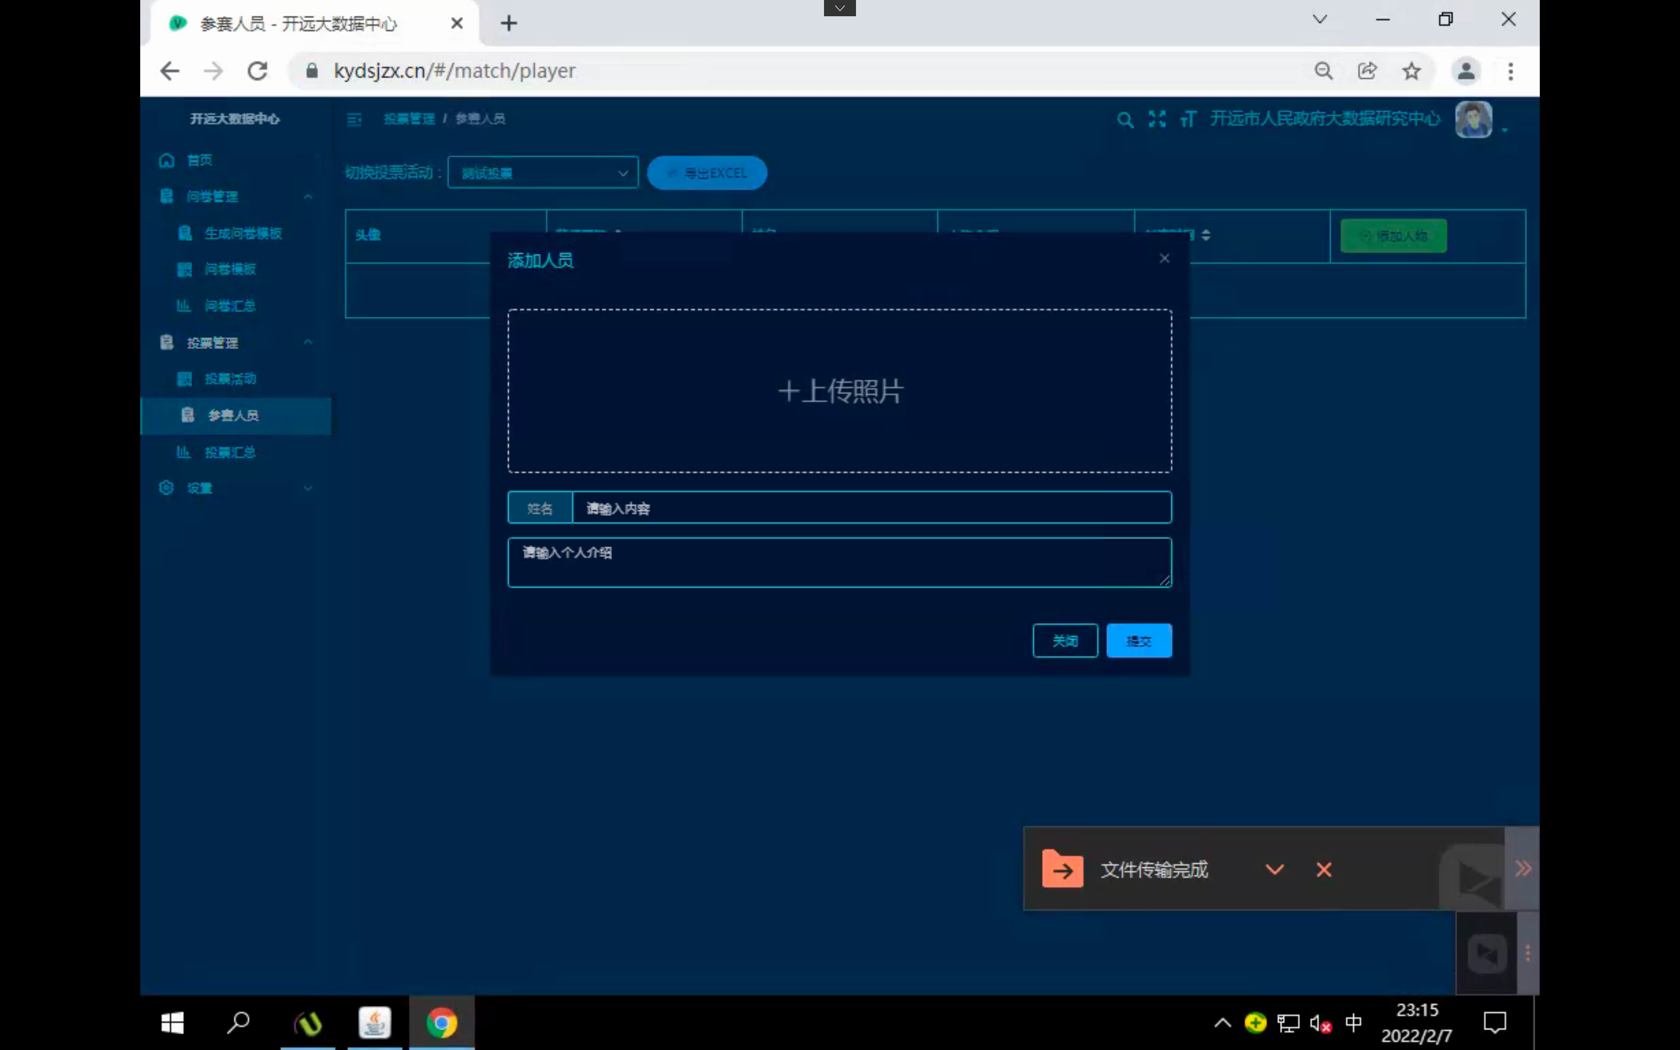 参赛人员 - 开远大数据中心
kydsjzx.cn/#/match/player
开远大数据中心
投票管理 / 参赛人员
开远市人民政府大数据研究中心
首页
切换投票活动：
测试投票
导出EXCEL
问卷管理
生成问卷模板
头像
添加人物
添加人员
问卷模板
问卷汇总
投票管理
投票活动
＋上传照片
参赛人员
投票汇总
设置
姓名
请输入内容
请输入个人介绍
关闭
提交
文件传输完成
中
23:15
2022/2/7